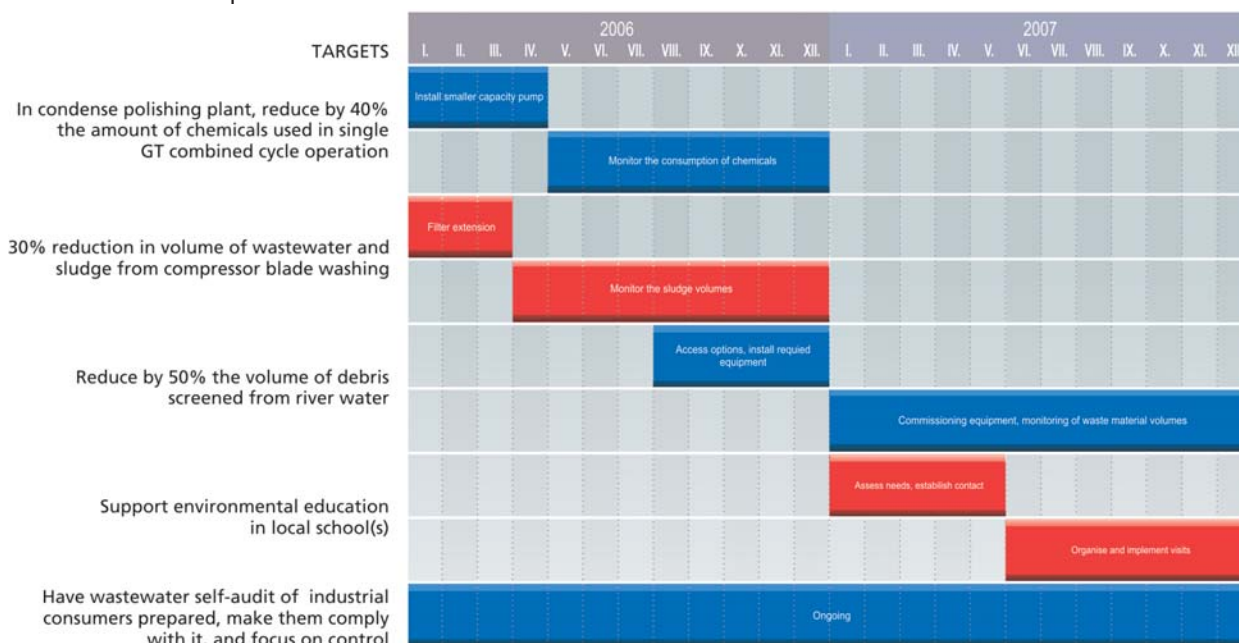 2006 2007
TARGETS I. II. III. IV. V. VI. VII. VIII. IX. X. XI. XII. I. II. III. IV. V. VI. VII. VIII. IX. X. XI. XII
In condense polishing plant, reduce by 40%
the amount of chemicals used in single
GT combined cycle operation
Install smaller capacity pump
Monitor the consumption of chemicals
30% reduction in volume of wastewater and
sludge from compressor blade washing
Filter extension
Monitor the sludge volumes
Reduce by 50% the volume of debris
screened from river water
Access options, install requied
equipment
Commissioning equipment, monitoring of waste material volumes
Support environmental education
in local school(s)
Assess needs, estabilish contact
Organise and implement visits
Have wastewater self-audit of industrial
consumers prepared, make them comply
with it, and focus on control
Ongoing